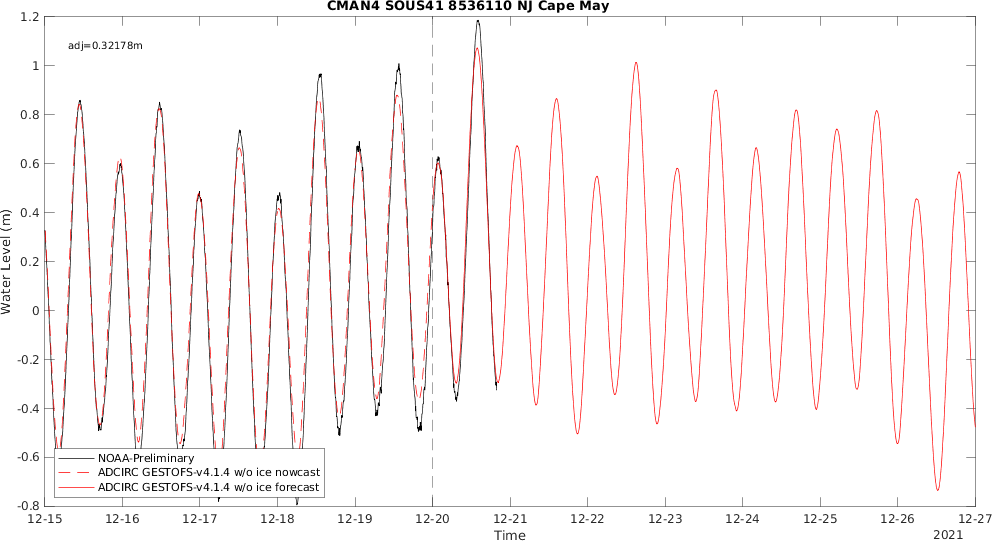 CMAN4 SOUS41 8536110 NJ Cape May
adj=0.32178m
Water Level (m)
1.2
1
0.8
0.6
0.4
0.2
0
-0.2
-0.4
-0.6
-0.8
NOAA-Preliminary
ADCIRC GESTOFS-v4.1.4 w/o ice nowcast
ADCIRC GESTOFS-v4.1.4 w/o ice forecast
12-15 12-16 12-17 12-18 12-19 12-20 12-21 12-22 12-23 12-24 12-25 12-26 12-27
Time
2021